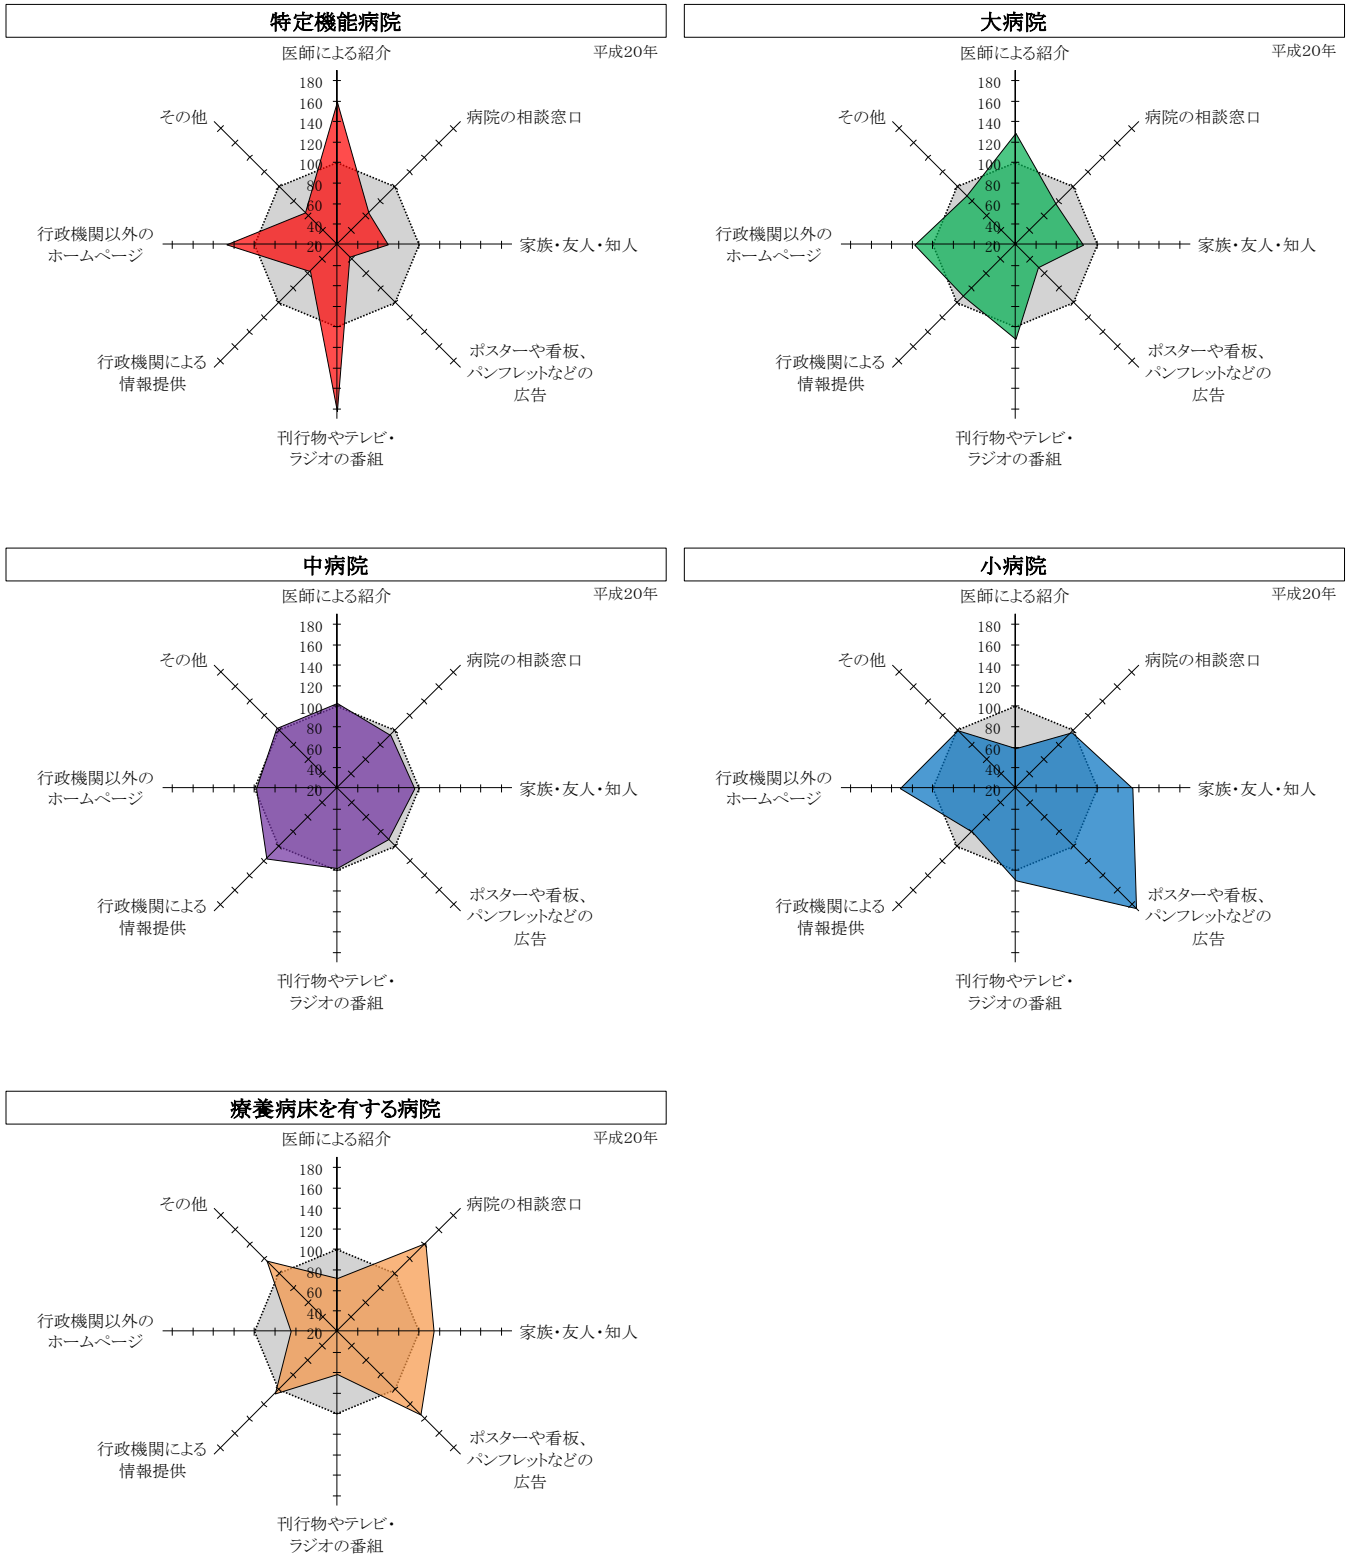 特定機能病院
医師による紹介
平成20年
180
160
140
120
100
80
60
40
20
その他
病院の相談窓口
行政機関以外の
ホームページ
家族・友人・知人
行政機関による
情報提供
ポスターや看板、
パンフレットなどの
広告
刊行物やテレビ・
ラジオの番組
大病院
医師による紹介
平成20年
180
160
140
120
100
80
60
40
20
その他
病院の相談窓口
行政機関以外の
ホームページ
家族・友人・知人
行政機関による
情報提供
ポスターや看板、
パンフレットなどの
広告
刊行物やテレビ・
ラジオの番組
中病院
医師による紹介
平成20年
180
160
140
120
100
80
60
40
20
その他
病院の相談窓口
行政機関以外の
ホームページ
家族・友人・知人
行政機関による
情報提供
ポスターや看板、
パンフレットなどの
広告
刊行物やテレビ・
ラジオの番組
小病院
医師による紹介
平成20年
180
160
140
120
100
80
60
40
20
その他
病院の相談窓口
行政機関以外の
ホームページ
家族・友人・知人
行政機関による
情報提供
ポスターや看板、
パンフレットなどの
広告
刊行物やテレビ・
ラジオの番組
療養病床を有する病院
医師による紹介
平成20年
180
160
140
120
100
80
60
40
20
その他
病院の相談窓口
行政機関以外の
ホームページ
家族・友人・知人
行政機関による
情報提供
ポスターや看板、
パンフレットなどの
広告
刊行物やテレビ・
ラジオの番組